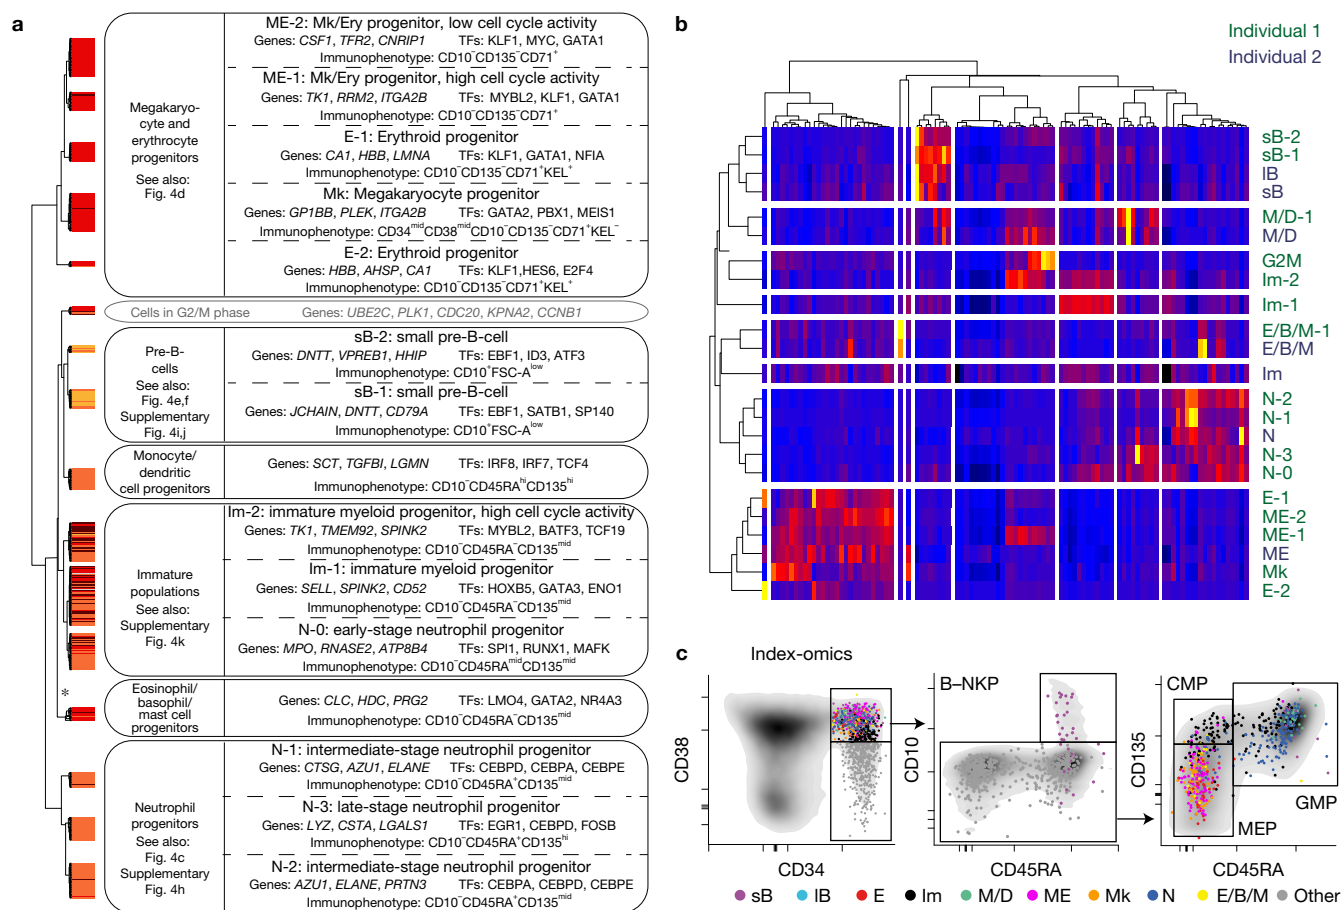 a
Megakaryo-
cyte and
erythrocyte
progenitors
See also:
Fig. 4d
ME-2: Mk/Ery progenitor, low cell cycle activity
Genes: CSF1, TFR2, CNRIP1 TFs: KLF1, MYC, GATA1
Immunophenotype: CD10⁻CD135⁻CD71⁺
ME-1: Mk/Ery progenitor, high cell cycle activity
Genes: TK1, RRM2, ITGA2B TFs: MYBL2, KLF1, GATA1
Immunophenotype: CD10⁻CD135⁻CD71⁺
E-1: Erythroid progenitor
Genes: CA1, HBB, LMNA TFs: KLF1, GATA1, NFIA
Immunophenotype: CD10⁻CD135⁻CD71⁺KEL⁺
Mk: Megakaryocyte progenitor
Genes: GP1BB, PLEK, ITGA2B TFs: GATA2, PBX1, MEIS1
Immunophenotype: CD34midCD38midCD10⁻CD135⁻CD71⁺KEL⁻
E-2: Erythroid progenitor
Genes: HBB, AHSP, CA1 TFs: KLF1,HES6, E2F4
Immunophenotype: CD10⁻CD135⁻CD71⁺KEL⁺
Cells in G2/M phase Genes: UBE2C, PLK1, CDC20, KPNA2, CCNB1
Pre-B-
cells
See also:
Fig. 4e,f
Supplementary
Fig. 4i,j
sB-2: small pre-B-cell
Genes: DNTT, VPREB1, HHIP TFs: EBF1, ID3, ATF3
Immunophenotype: CD10⁺FSC-Alow
sB-1: small pre-B-cell
Genes: JCHAIN, DNTT, CD79A TFs: EBF1, SATB1, SP140
Immunophenotype: CD10⁺FSC-Alow
Monocyte/
dendritic
cell progenitors
Genes: SCT, TGFBI, LGMN TFs: IRF8, IRF7, TCF4
Immunophenotype: CD10⁻CD45RAhiCD135hi
Immature
populations
See also:
Supplementary
Fig. 4k
Im-2: immature myeloid progenitor, high cell cycle activity
Genes: TK1, TMEM92, SPINK2 TFs: MYBL2, BATF3, TCF19
Immunophenotype: CD10⁻CD45RA⁻CD135mid
Im-1: immature myeloid progenitor
Genes: SELL, SPINK2, CD52 TFs: HOXB5, GATA3, ENO1
Immunophenotype: CD10⁻CD45RA⁻CD135mid
N-0: early-stage neutrophil progenitor
Genes: MPO, RNASE2, ATP8B4 TFs: SPI1, RUNX1, MAFK
Immunophenotype: CD10⁻CD45RAmidCD135mid
*
Eosinophil/
basophil/
mast cell
progenitors
Genes: CLC, HDC, PRG2 TFs: LMO4, GATA2, NR4A3
Immunophenotype: CD10⁻CD45RA⁻CD135mid
Neutrophil
progenitors
See also:
Fig. 4c
Supplementary
Fig. 4h
N-1: intermediate-stage neutrophil progenitor
Genes: CTSG, AZU1, ELANE TFs: CEBPD, CEBPA, CEBPE
Immunophenotype: CD10⁻CD45RA⁺CD135mid
N-3: late-stage neutrophil progenitor
Genes: LYZ, CSTA, LGALS1 TFs: EGR1, CEBPD, FOSB
Immunophenotype: CD10⁻CD45RA⁺CD135hi
N-2: intermediate-stage neutrophil progenitor
Genes: AZU1, ELANE, PRTN3 TFs: CEBPA, CEBPD, CEBPE
Immunophenotype: CD10⁻CD45RA⁺CD135mid
b
Individual 1
Individual 2
sB-2
sB-1
lB
sB
M/D-1
M/D
G2M
Im-2
Im-1
E/B/M-1
E/B/M
Im
N-2
N-1
N
N-3
N-0
E-1
ME-2
ME-1
ME
Mk
E-2
c
Index-omics
CD38
CD34
B–NKP
CD10
CD45RA
CMP
CD135
GMP
MEP
CD45RA
sB lB E Im M/D ME Mk N E/B/M Other